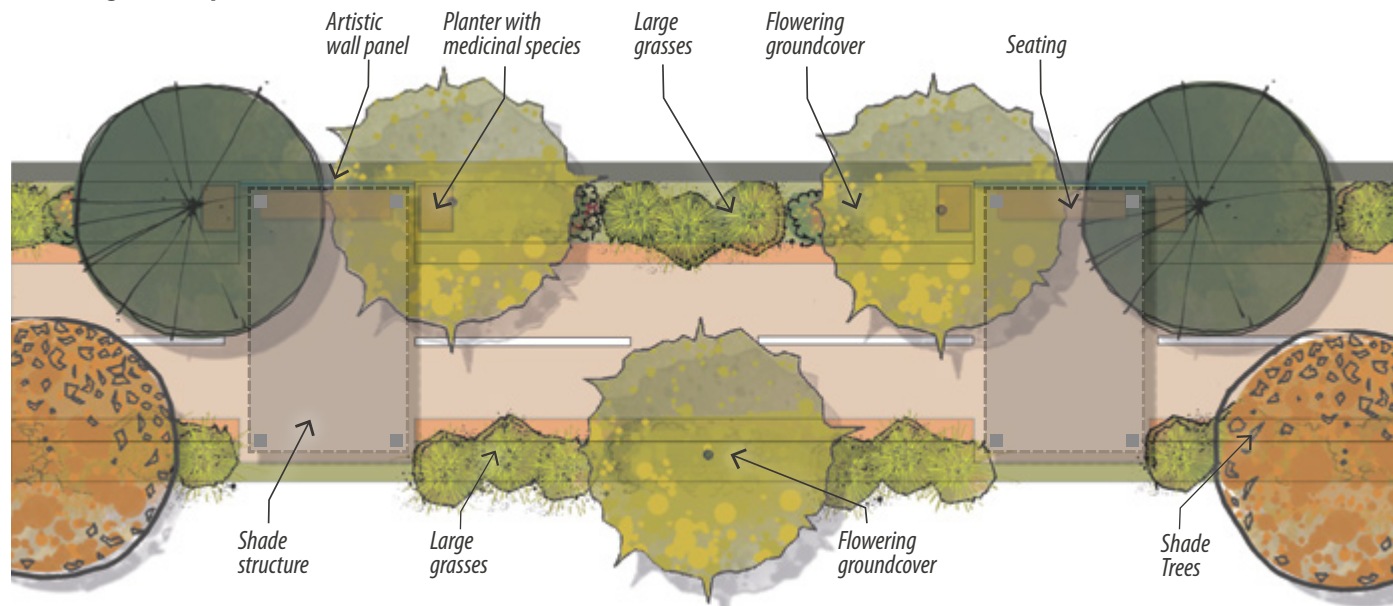 Artistic
wall panel
Planter with
medicinal species
Large
grasses
Flowering
groundcover
Seating
Shade
structure
Large
grasses
Flowering
groundcover
Shade
Trees